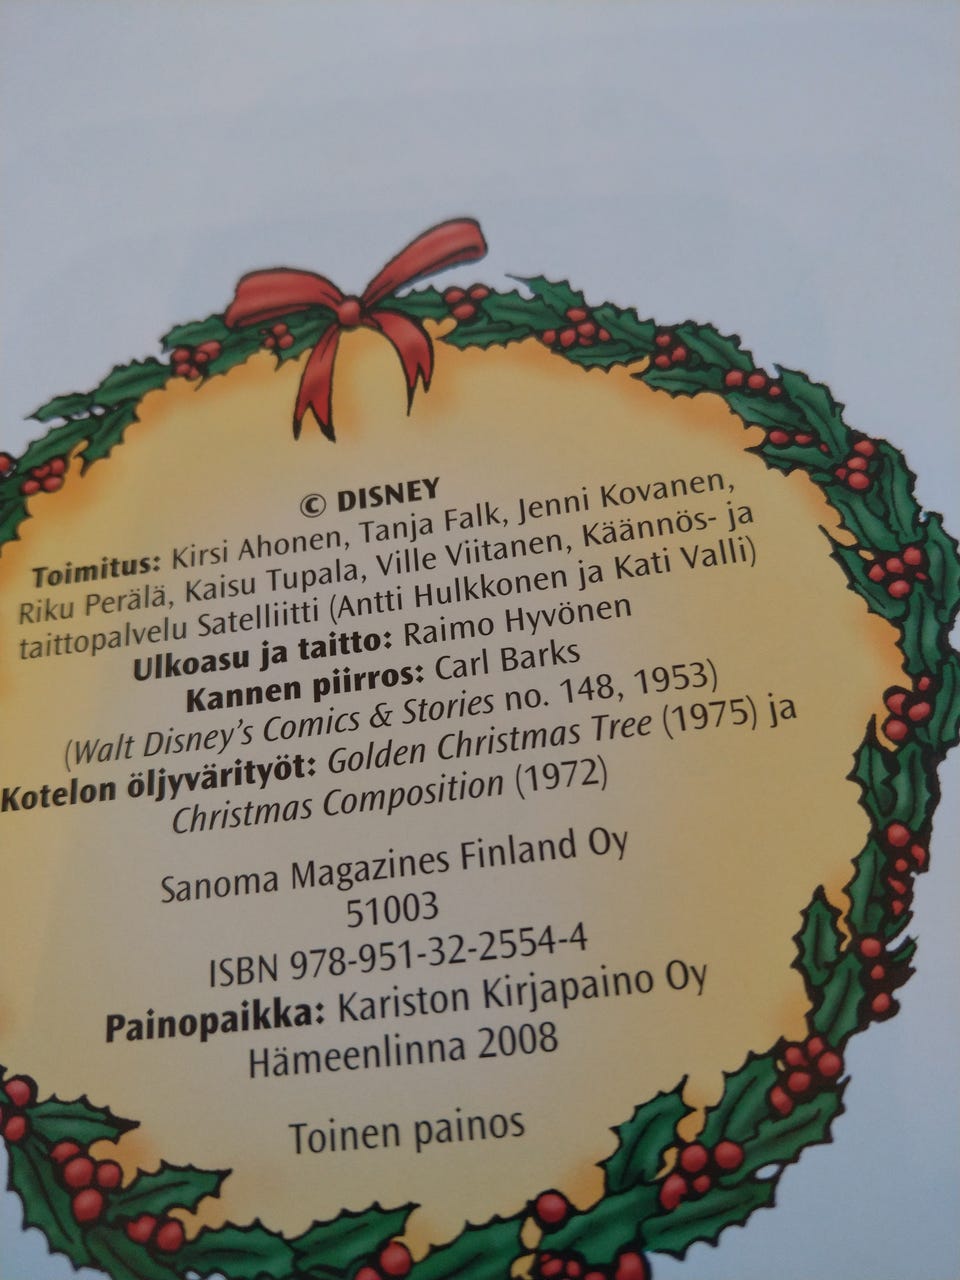 © DISNEY
Toimitus: Kirsi Ahonen, Tanja Falk, Jenni Kovanen,
Riku Perälä, Kaisu Tupala, Ville Viitanen, Käännös- ja
taittopalvelu Satelliitti (Antti Hulkkonen ja Kati Valli)
Ulkoasu ja taitto: Raimo Hyvönen
Kannen piirros: Carl Barks
(Walt Disney's Comics & Stories no. 148, 1953)
Kotelon öljyvärityöt: Golden Christmas Tree (1975) ja
Christmas Composition (1972)
Sanoma Magazines Finland Oy
51003
ISBN 978-951-32-2554-4
Painopaikka: Kariston Kirjapaino Oy
Hämeenlinna 2008
Toinen painos